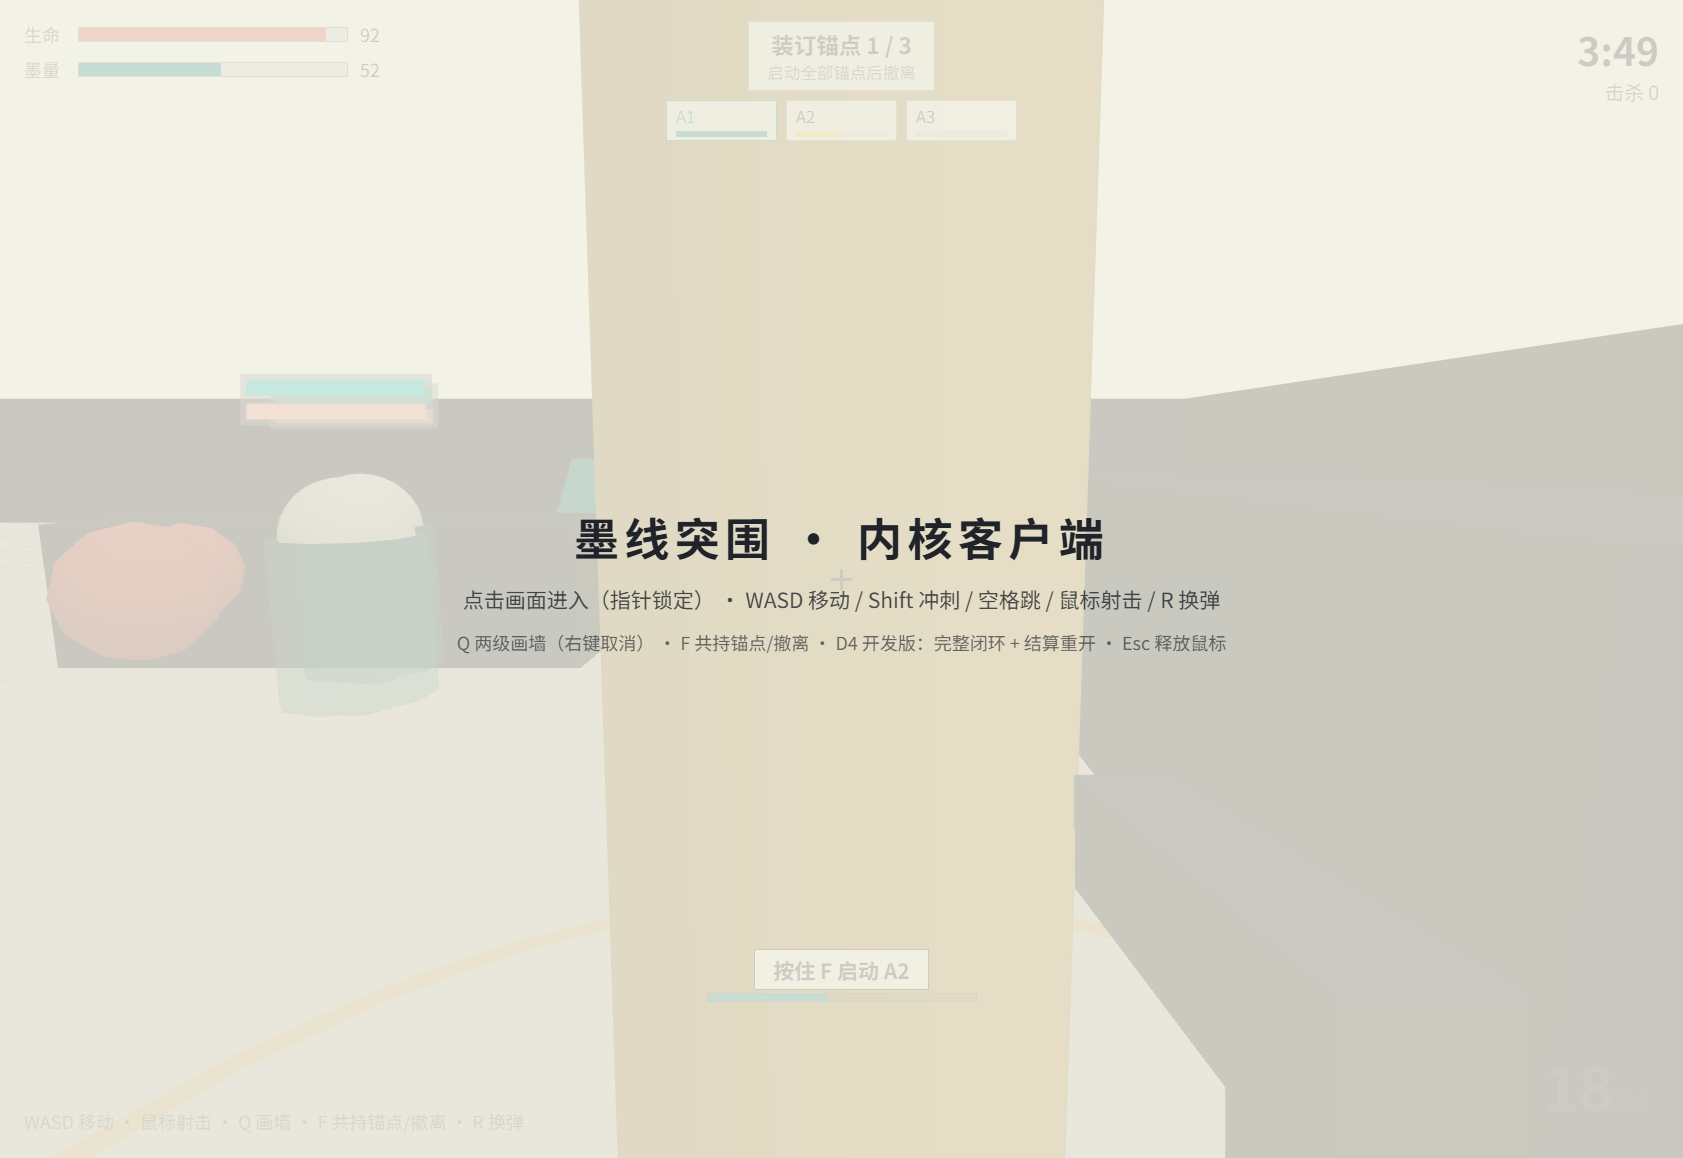 生命 92
墨量 52
装订锚点 1 / 3
启动全部锚点后撤离
A1 A2 A3
3:49
击杀 0
墨线突围 · 内核客户端
点击画面进入（指针锁定） · WASD 移动 / Shift 冲刺 / 空格跳 / 鼠标射击 / R 换弹
Q 两级画墙（右键取消） · F 共持锚点/撤离 · D4 开发版：完整闭环 + 结算重开 · Esc 释放鼠标
按住 F 启动 A2
WASD 移动 · 鼠标射击 · Q 画墙 · F 共持锚点/撤离 · R 换弹
18